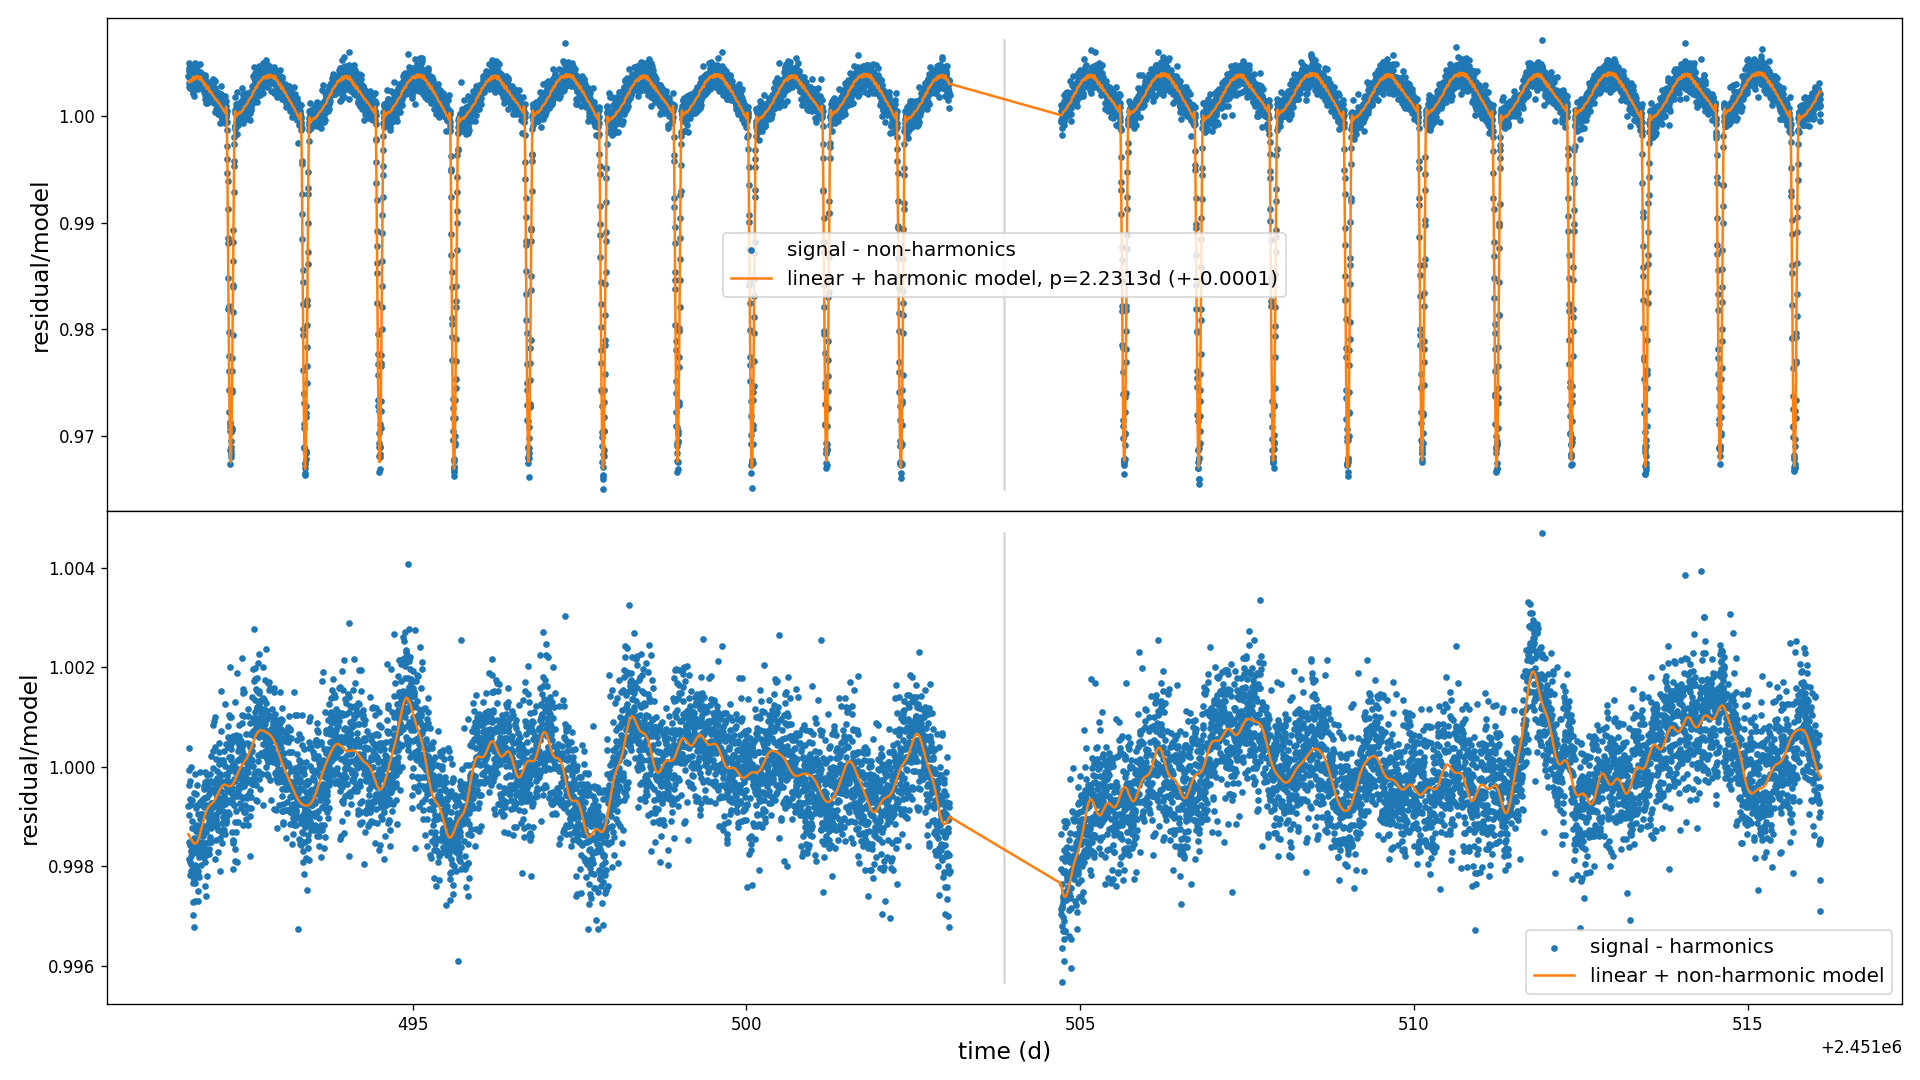 residual/model
1.00
0.99
0.98
0.97
signal - non-harmonics
linear + harmonic model, p=2.2313d (+-0.0001)
residual/model
1.004
1.002
1.000
0.998
0.996
signal - harmonics
linear + non-harmonic model
495
500
505
510
515
time (d)
+2.451e6